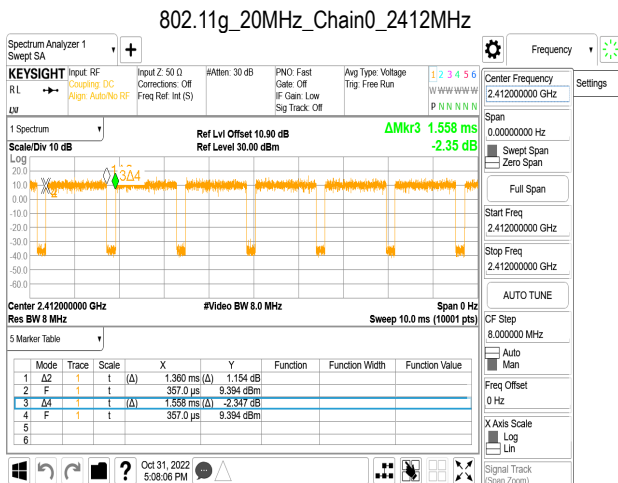 802.11g_20MHz_Chain0_2412MHz
Spectrum Analyzer 1
Swept SA
Frequency
Settings
KEYSIGHT
RL
Input: RF
Coupling: DC
Align: Auto/No RF
Input Z: 50 Ω
Corrections: Off
Freq Ref: Int (S)
#Atten: 30 dB
PNO: Fast
Gate: Off
IF Gain: Low
Sig Track: Off
Avg Type: Voltage
Trig: Free Run
1 2 3 4 5 6
W W W W W W
P N N N N N
1 Spectrum
Scale/Div 10 dB
Ref Lvl Offset 10.90 dB
Ref Level 30.00 dBm
ΔMkr3 1.558 ms
-2.35 dB
Log
20.0
10.0
0.00
-10.0
-20.0
-30.0
-40.0
-50.0
-60.0
3Δ4
Center 2.412000000 GHz
Res BW 8 MHz
#Video BW 8.0 MHz
Span 0 Hz
Sweep 10.0 ms (10001 pts)
5 Marker Table
Mode Trace Scale X Y Function Function Width Function Value
1 Δ2 1 t (Δ) 1.360 ms (Δ) 1.154 dB
2 F 1 t 357.0 µs 9.394 dBm
3 Δ4 1 t (Δ) 1.558 ms (Δ) -2.347 dB
4 F 1 t 357.0 µs 9.394 dBm
5
6
Oct 31, 2022
5:08:06 PM
Center Frequency
2.412000000 GHz
Span
0.00000000 Hz
Swept Span
Zero Span
Full Span
Start Freq
2.412000000 GHz
Stop Freq
2.412000000 GHz
AUTO TUNE
CF Step
8.000000 MHz
Auto
Man
Freq Offset
0 Hz
X Axis Scale
Log
Lin
Signal Track
(Span Zoom)